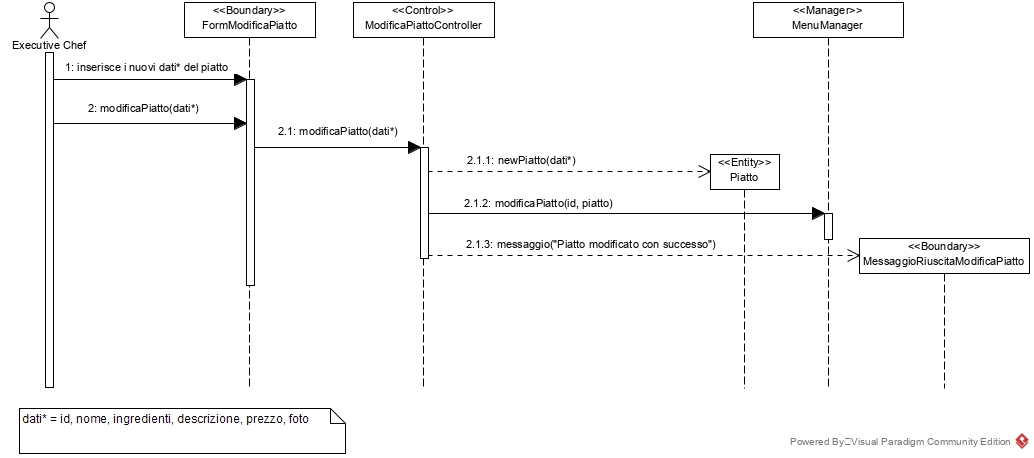 <<Boundary>>
FormModificaPiatto
<<Control>>
ModificaPiattoController
<<Manager>>
MenuManager
Executive Chef
1: inserisce i nuovi dati* del piatto
2: modificaPiatto(dati*)
2.1: modificaPiatto(dati*)
2.1.1: newPiatto(dati*)
<<Entity>>
Piatto
2.1.2: modificaPiatto(id, piatto)
2.1.3: messaggio("Piatto modificato con successo")
<<Boundary>>
MessaggioRiuscitaModificaPiatto
dati* = id, nome, ingredienti, descrizione, prezzo, foto
Powered By Visual Paradigm Community Edition